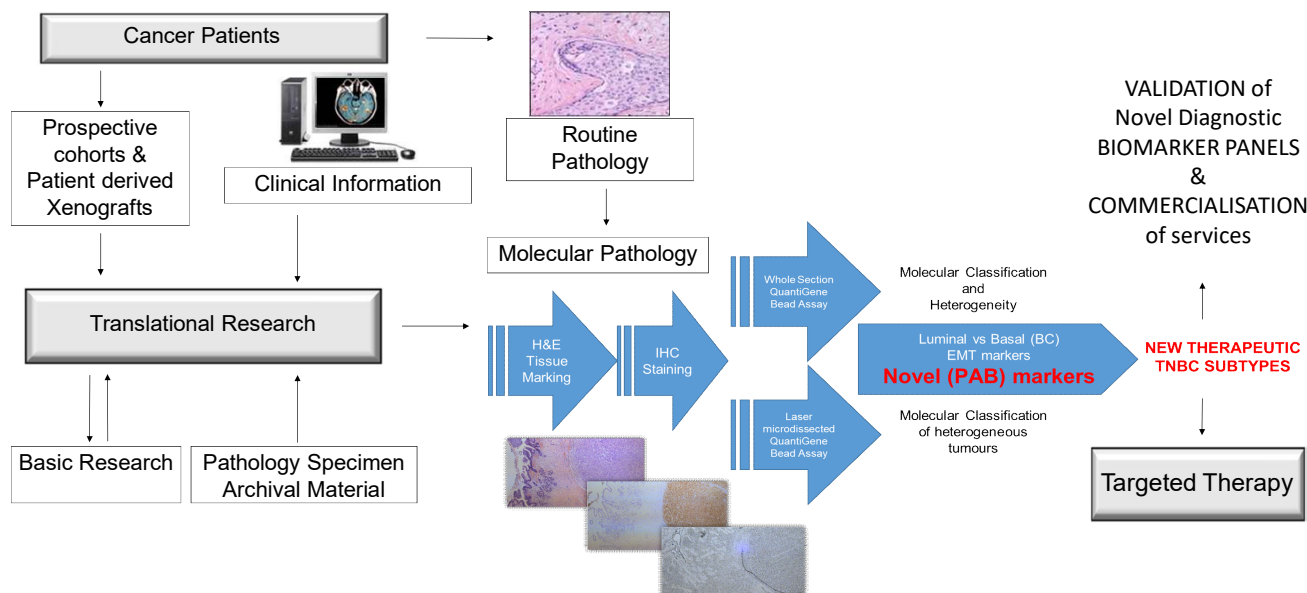 Cancer Patients
Prospective
cohorts &
Patient derived
Xenografts
Clinical Information
Routine
Pathology
Molecular Pathology
Translational Research
Basic Research
Pathology Specimen
Archival Material
H&E
Tissue
Marking
IHC
Staining
Whole Section
QuantiGene
Bead Assay
Laser
microdissected
QuantiGene
Bead Assay
Molecular Classification
and
Heterogeneity
Luminal vs Basal (BC)
EMT markers
Novel (PAB) markers
Molecular Classification
of heterogeneous
tumours
VALIDATION of
Novel Diagnostic
BIOMARKER PANELS
&
COMMERCIALISATION
of services
NEW THERAPEUTIC
TNBC SUBTYPES
Targeted Therapy